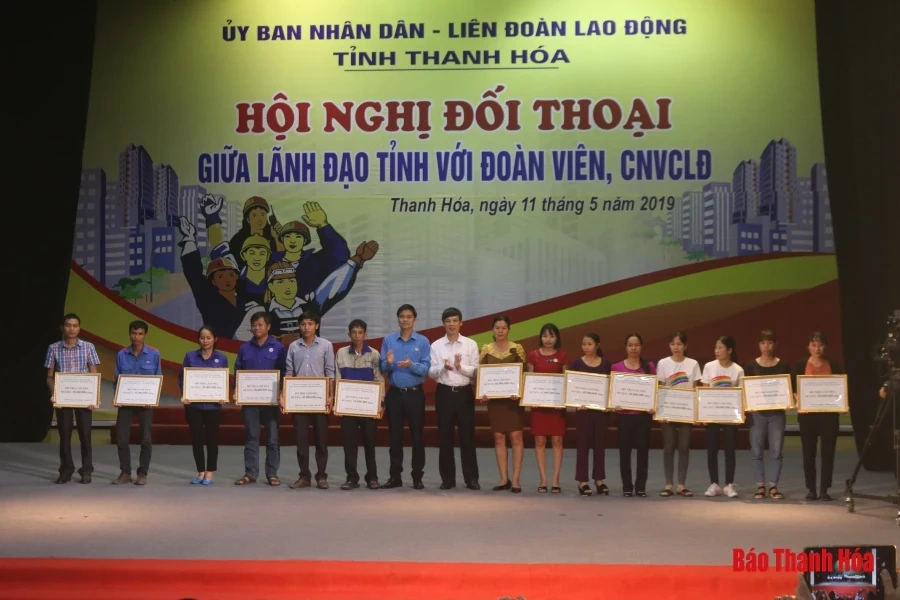 ỦY BAN NHÂN DÂN - LIÊN ĐOÀN LAO ĐỘNG
TỈNH THANH HÓA
HỘI NGHỊ ĐỐI THOẠI
GIỮA LÃNH ĐẠO TỈNH VỚI ĐOÀN VIÊN, CNVCLĐ
Thanh Hóa, ngày 11 tháng 5 năm 2019
Báo Thanh Hóa